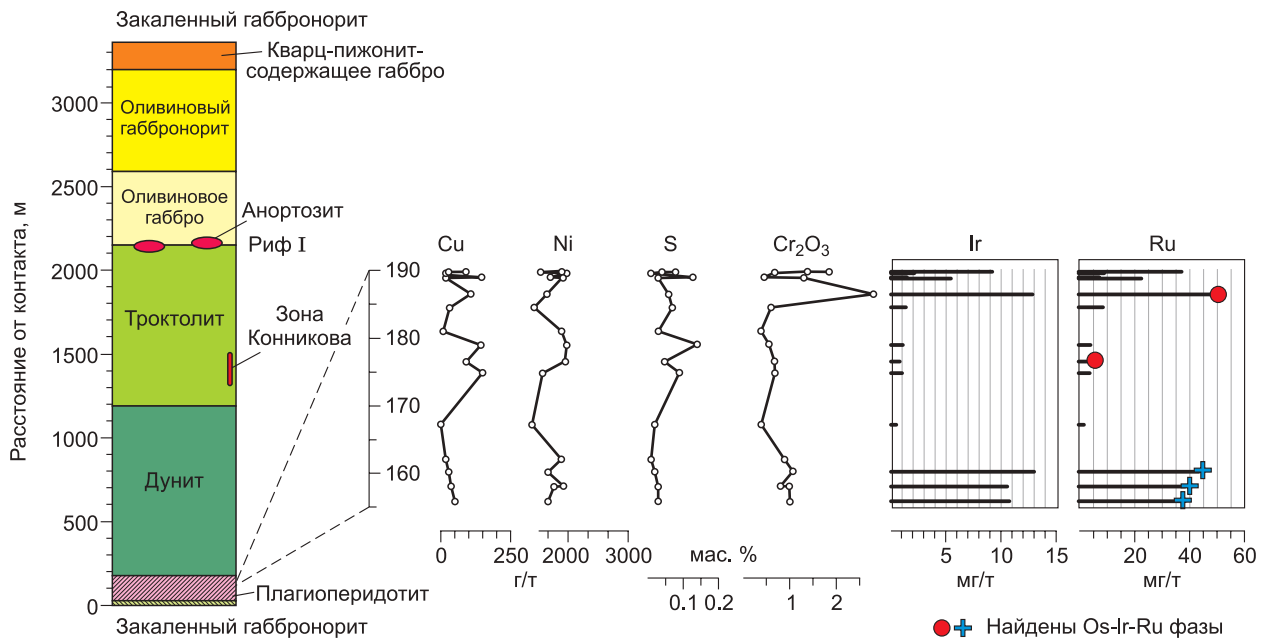 Закаленный габбронорит
Кварц-пижонит-
содержащее габбро
Оливиновый
габбронорит
Оливиновое
габбро
Анортозит
Риф I
Троктолит
Зона
Конникова
Дунит
Плагиоперидотит
Закаленный габбронорит
Расстояние от контакта, м
3000
2500
2000
1500
1000
500
0
190
180
170
160
Cu
Ni
S
Cr₂O₃
Ir
Ru
0 250
2000 3000
г/т
мас. %
0.1 0.2
1 2
5 10 15
мг/т
20 40 60
мг/т
Найдены Os-Ir-Ru фазы